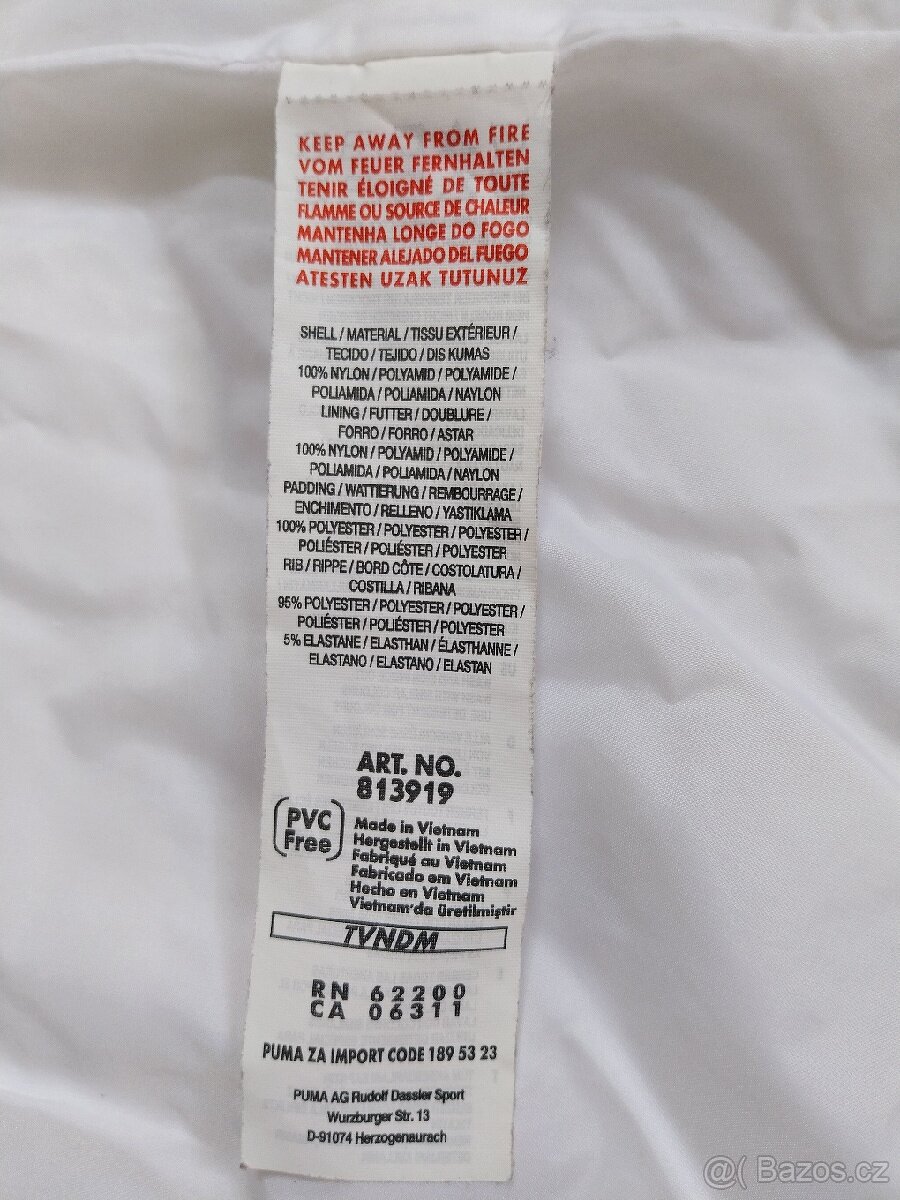 KEEP AWAY FROM FIRE
VOM FEUER FERNHALTEN
TENIR ÉLOIGNÉ DE TOUTE
FLAMME OU SOURCE DE CHALEUR
MANTENHA LONGE DO FOGO
MANTENER ALEJADO DEL FUEGO
ATESTEN UZAK TUTUNUZ
SHELL / MATERIAL / TISSU EXTÉRIEUR /
TECIDO / TEJIDO / DIS KUMAS
100% NYLON / POLYAMID / POLYAMIDE /
POLIAMIDA / POLIAMIDA / NAYLON
LINING / FUTTER / DOUBLURE /
FORRO / FORRO / ASTAR
100% NYLON / POLYAMID / POLYAMIDE /
POLIAMIDA / POLIAMIDA / NAYLON
PADDING / WATTIERUNG / REMBOURRAGE /
ENCHIMENTO / RELLENO / YASTIKLAMA
100% POLYESTER / POLYESTER / POLYESTER /
POLIÉSTER / POLIÉSTER / POLYESTER
RIB / RIPPE / BORD CÔTE / COSTOLATURA /
COSTILLA / RIBANA
95% POLYESTER / POLYESTER / POLYESTER /
POLIÉSTER / POLIÉSTER / POLYESTER
5% ELASTANE / ELASTHAN / ÉLASTHANNE /
ELASTANO / ELASTANO / ELASTAN
ART. NO.
813919
PVC
Free
Made in Vietnam
Hergestellt in Vietnam
Fabriqué au Vietnam
Fabricado em Vietnam
Hecho en Vietnam
Vietnam'da üretilmiştir
TVNDM
RN 62200
CA 06311
PUMA ZA IMPORT CODE 189 53 23
PUMA AG Rudolf Dassler Sport
Wurzburger Str. 13
D-91074 Herzogenaurach
@( Bazos.cz